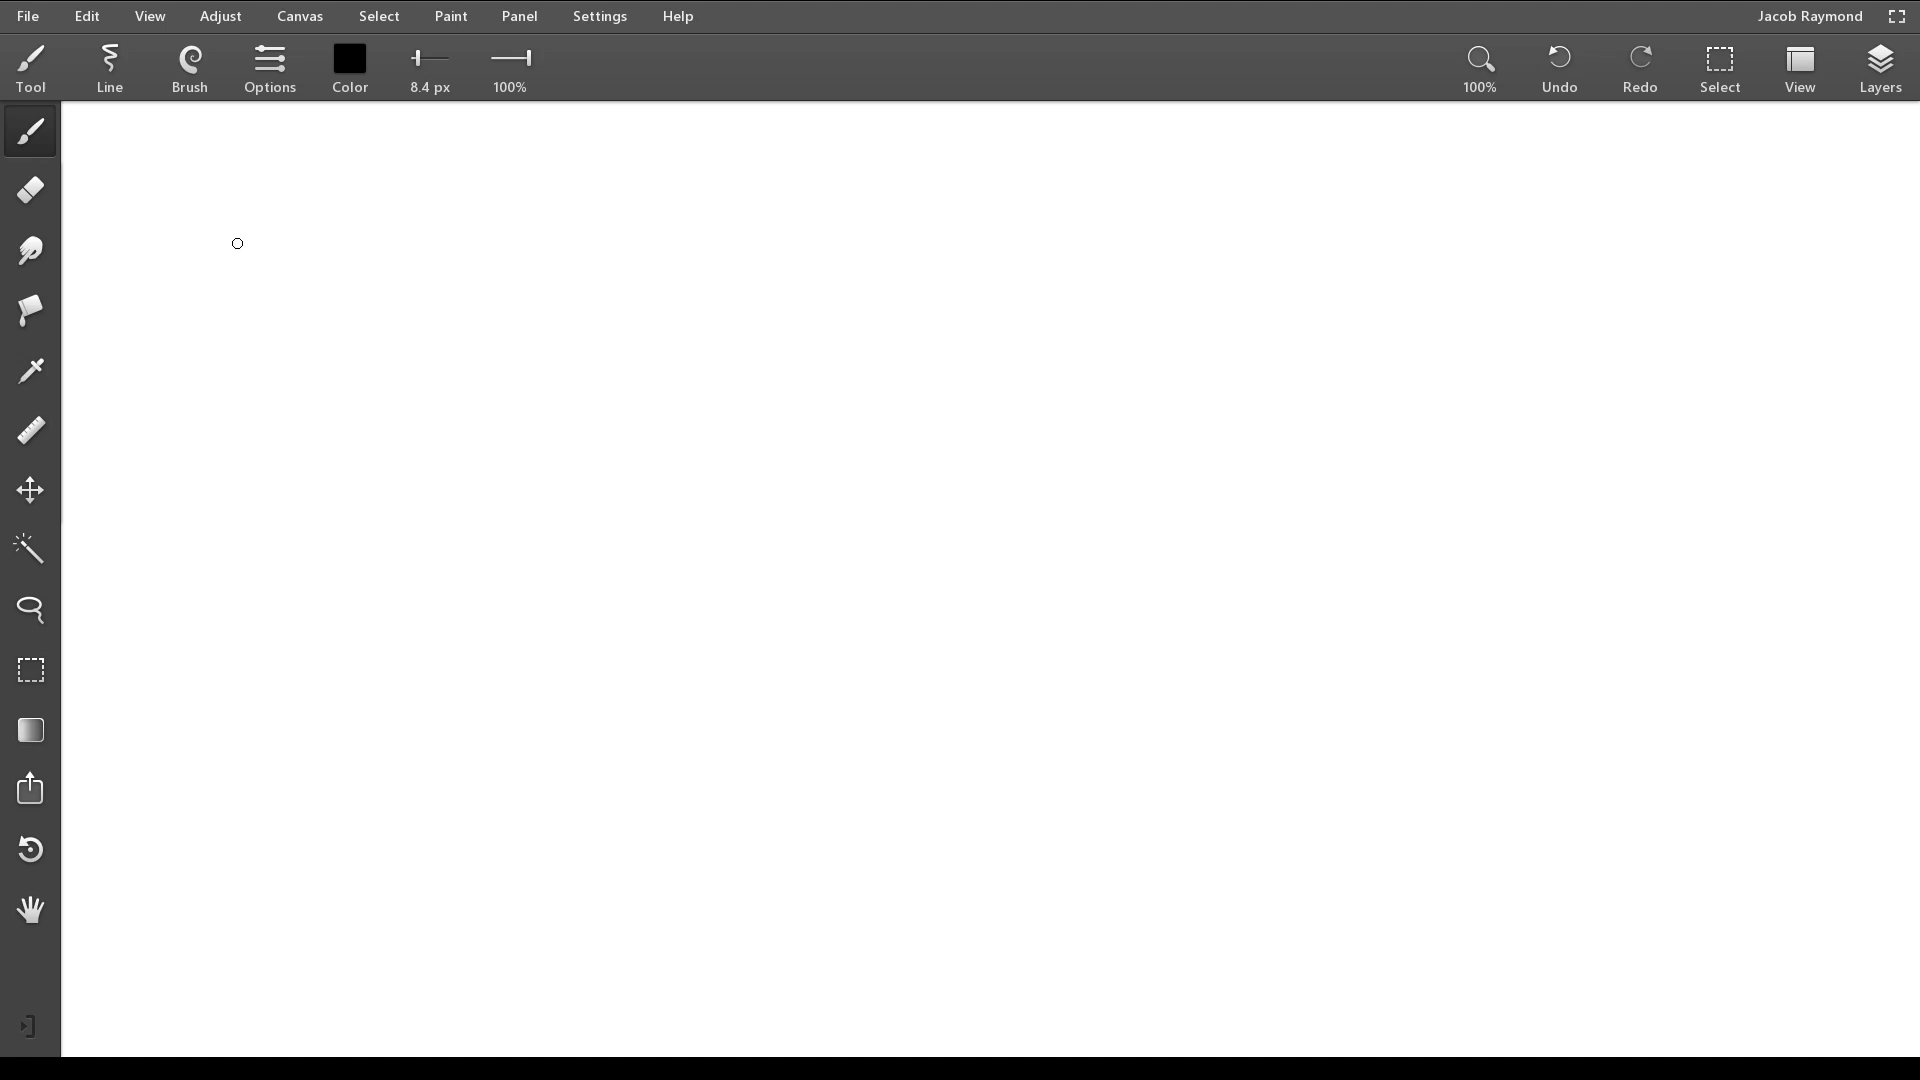 File Edit View Adjust Canvas Select Paint Panel Settings Help Jacob Raymond
Tool Line Brush Options Color 8.4 px 100% 100% Undo Redo Select View Layers